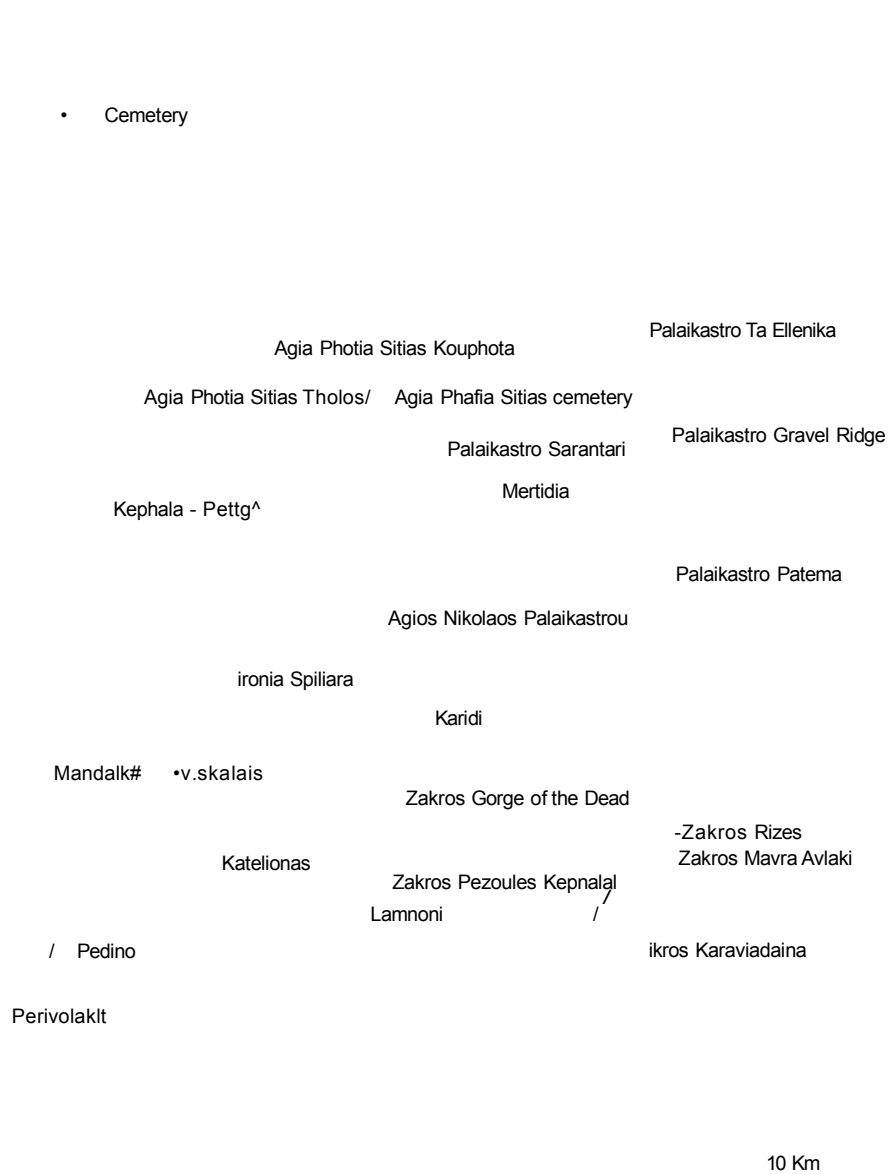 • Cemetery
Palaikastro Ta Ellenika
Agia Photia Sitias Kouphota
Agia Photia Sitias Tholos/ Agia Phafia Sitias cemetery
Palaikastro Gravel Ridge
Palaikastro Sarantari
Mertidia
Kephala - Pettg^
Palaikastro Patema
Agios Nikolaos Palaikastrou
ironia Spiliara
Karidi
Mandalk# •v.skalais
Zakros Gorge of the Dead
-Zakros Rizes
Katelionas
Zakros Mavra Avlaki
Zakros Pezoules Kepnalal
/
Lamnoni /
/ Pedino
ikros Karaviadaina
Perivolaklt
10 Km